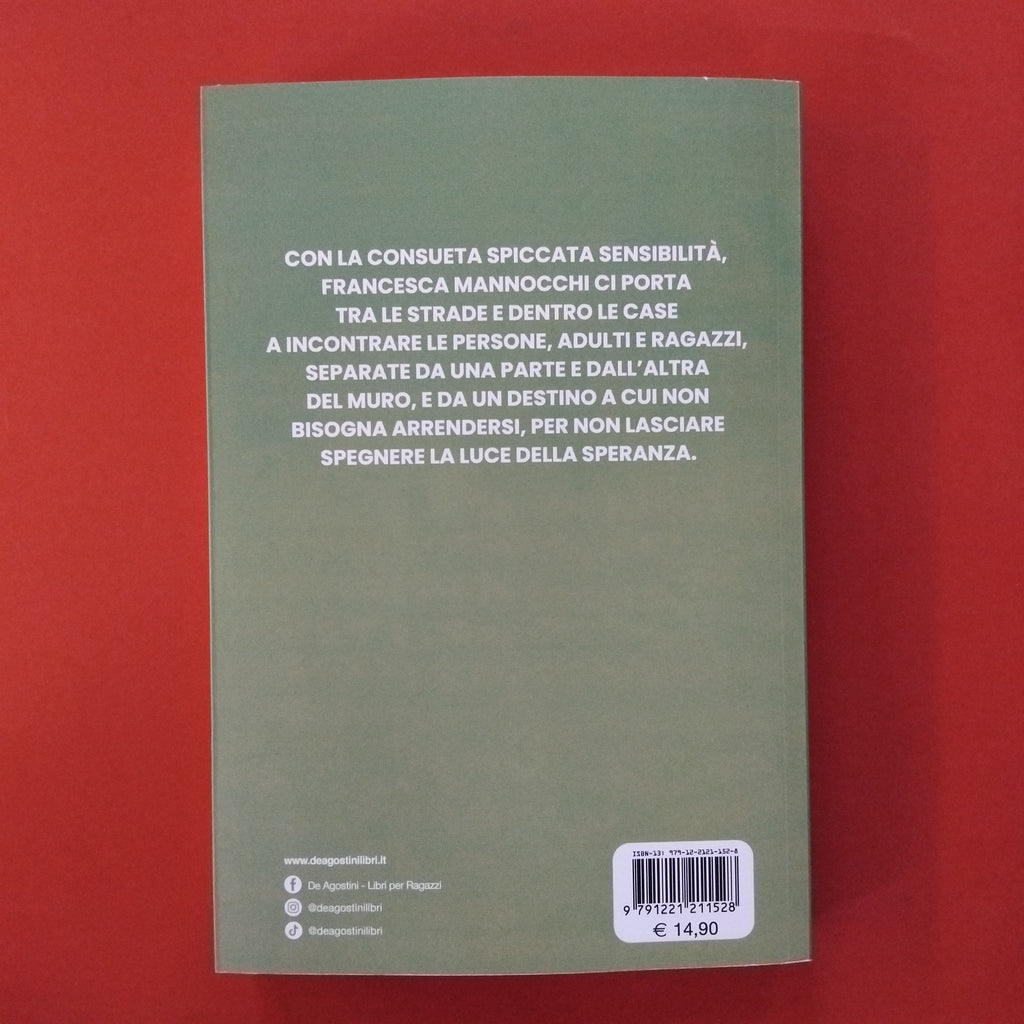 CON LA CONSUETA SPICCATA SENSIBILITÀ,
FRANCESCA MANNOCCHI CI PORTA
TRA LE STRADE E DENTRO LE CASE
A INCONTRARE LE PERSONE, ADULTI E RAGAZZI,
SEPARATE DA UNA PARTE E DALL'ALTRA
DEL MURO, E DA UN DESTINO A CUI NON
BISOGNA ARRENDERSI, PER NON LASCIARE
SPEGNERE LA LUCE DELLA SPERANZA.
www.deagostinilibri.it
De Agostini - Libri per Ragazzi
@deagostinilibri
@deagostinilibri
ISBN-13: 979-12-2121-152-8
9 791221 211528
€ 14,90